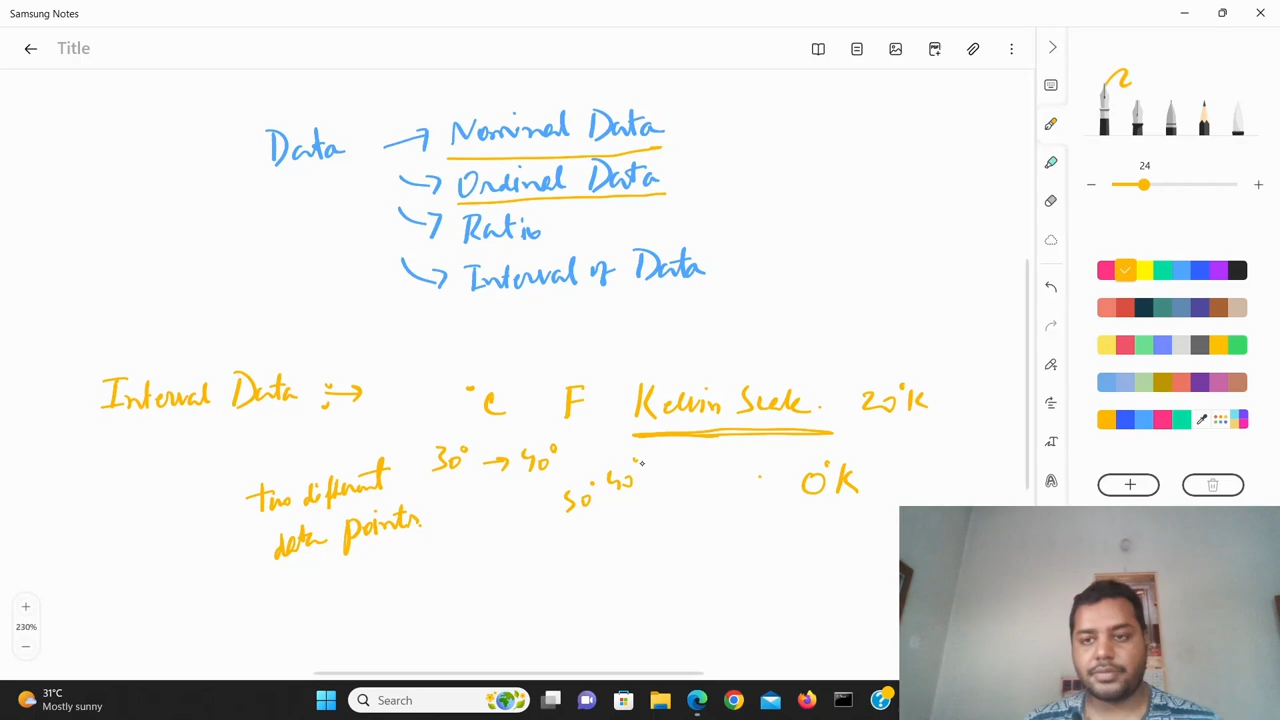 Samsung Notes
Title
Data → Nominal Data
Ordinal Data
Ratio
Interval of Data
Interval Data : → °C F Kelvin Scale. 20°K
30° → 40°
two different
data points.
50° 40°
0°K
24
230%
31°C
Mostly sunny
Search